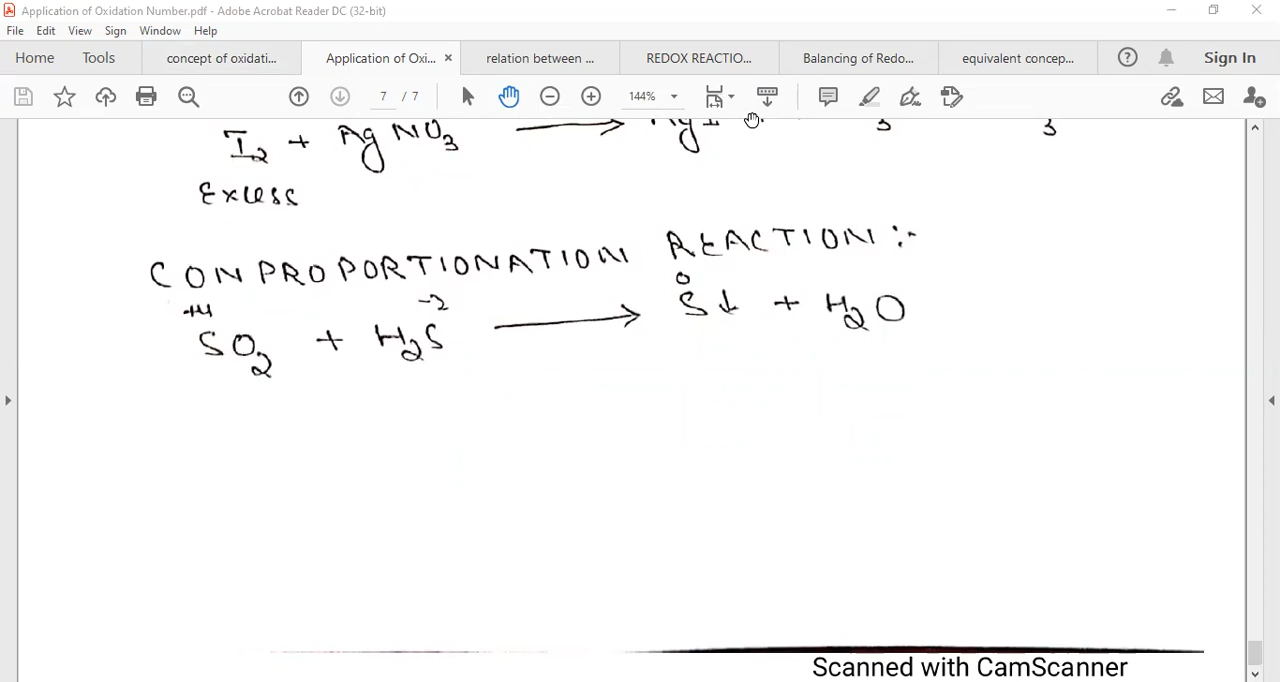 Application of Oxidation Number.pdf - Adobe Acrobat Reader DC (32-bit)
File Edit View Sign Window Help
Home Tools concept of oxidati... Application of Oxi... × relation between ... REDOX REACTIO... Balancing of Redo... equivalent concep... Sign In
7 / 7 144%
I2 + AgNO3 → AgI 3 3
Excess
CONPROPORTIONATION REACTION :-
+4 -2 0
SO2 + H2S → S↓ + H2O
Scanned with CamScanner